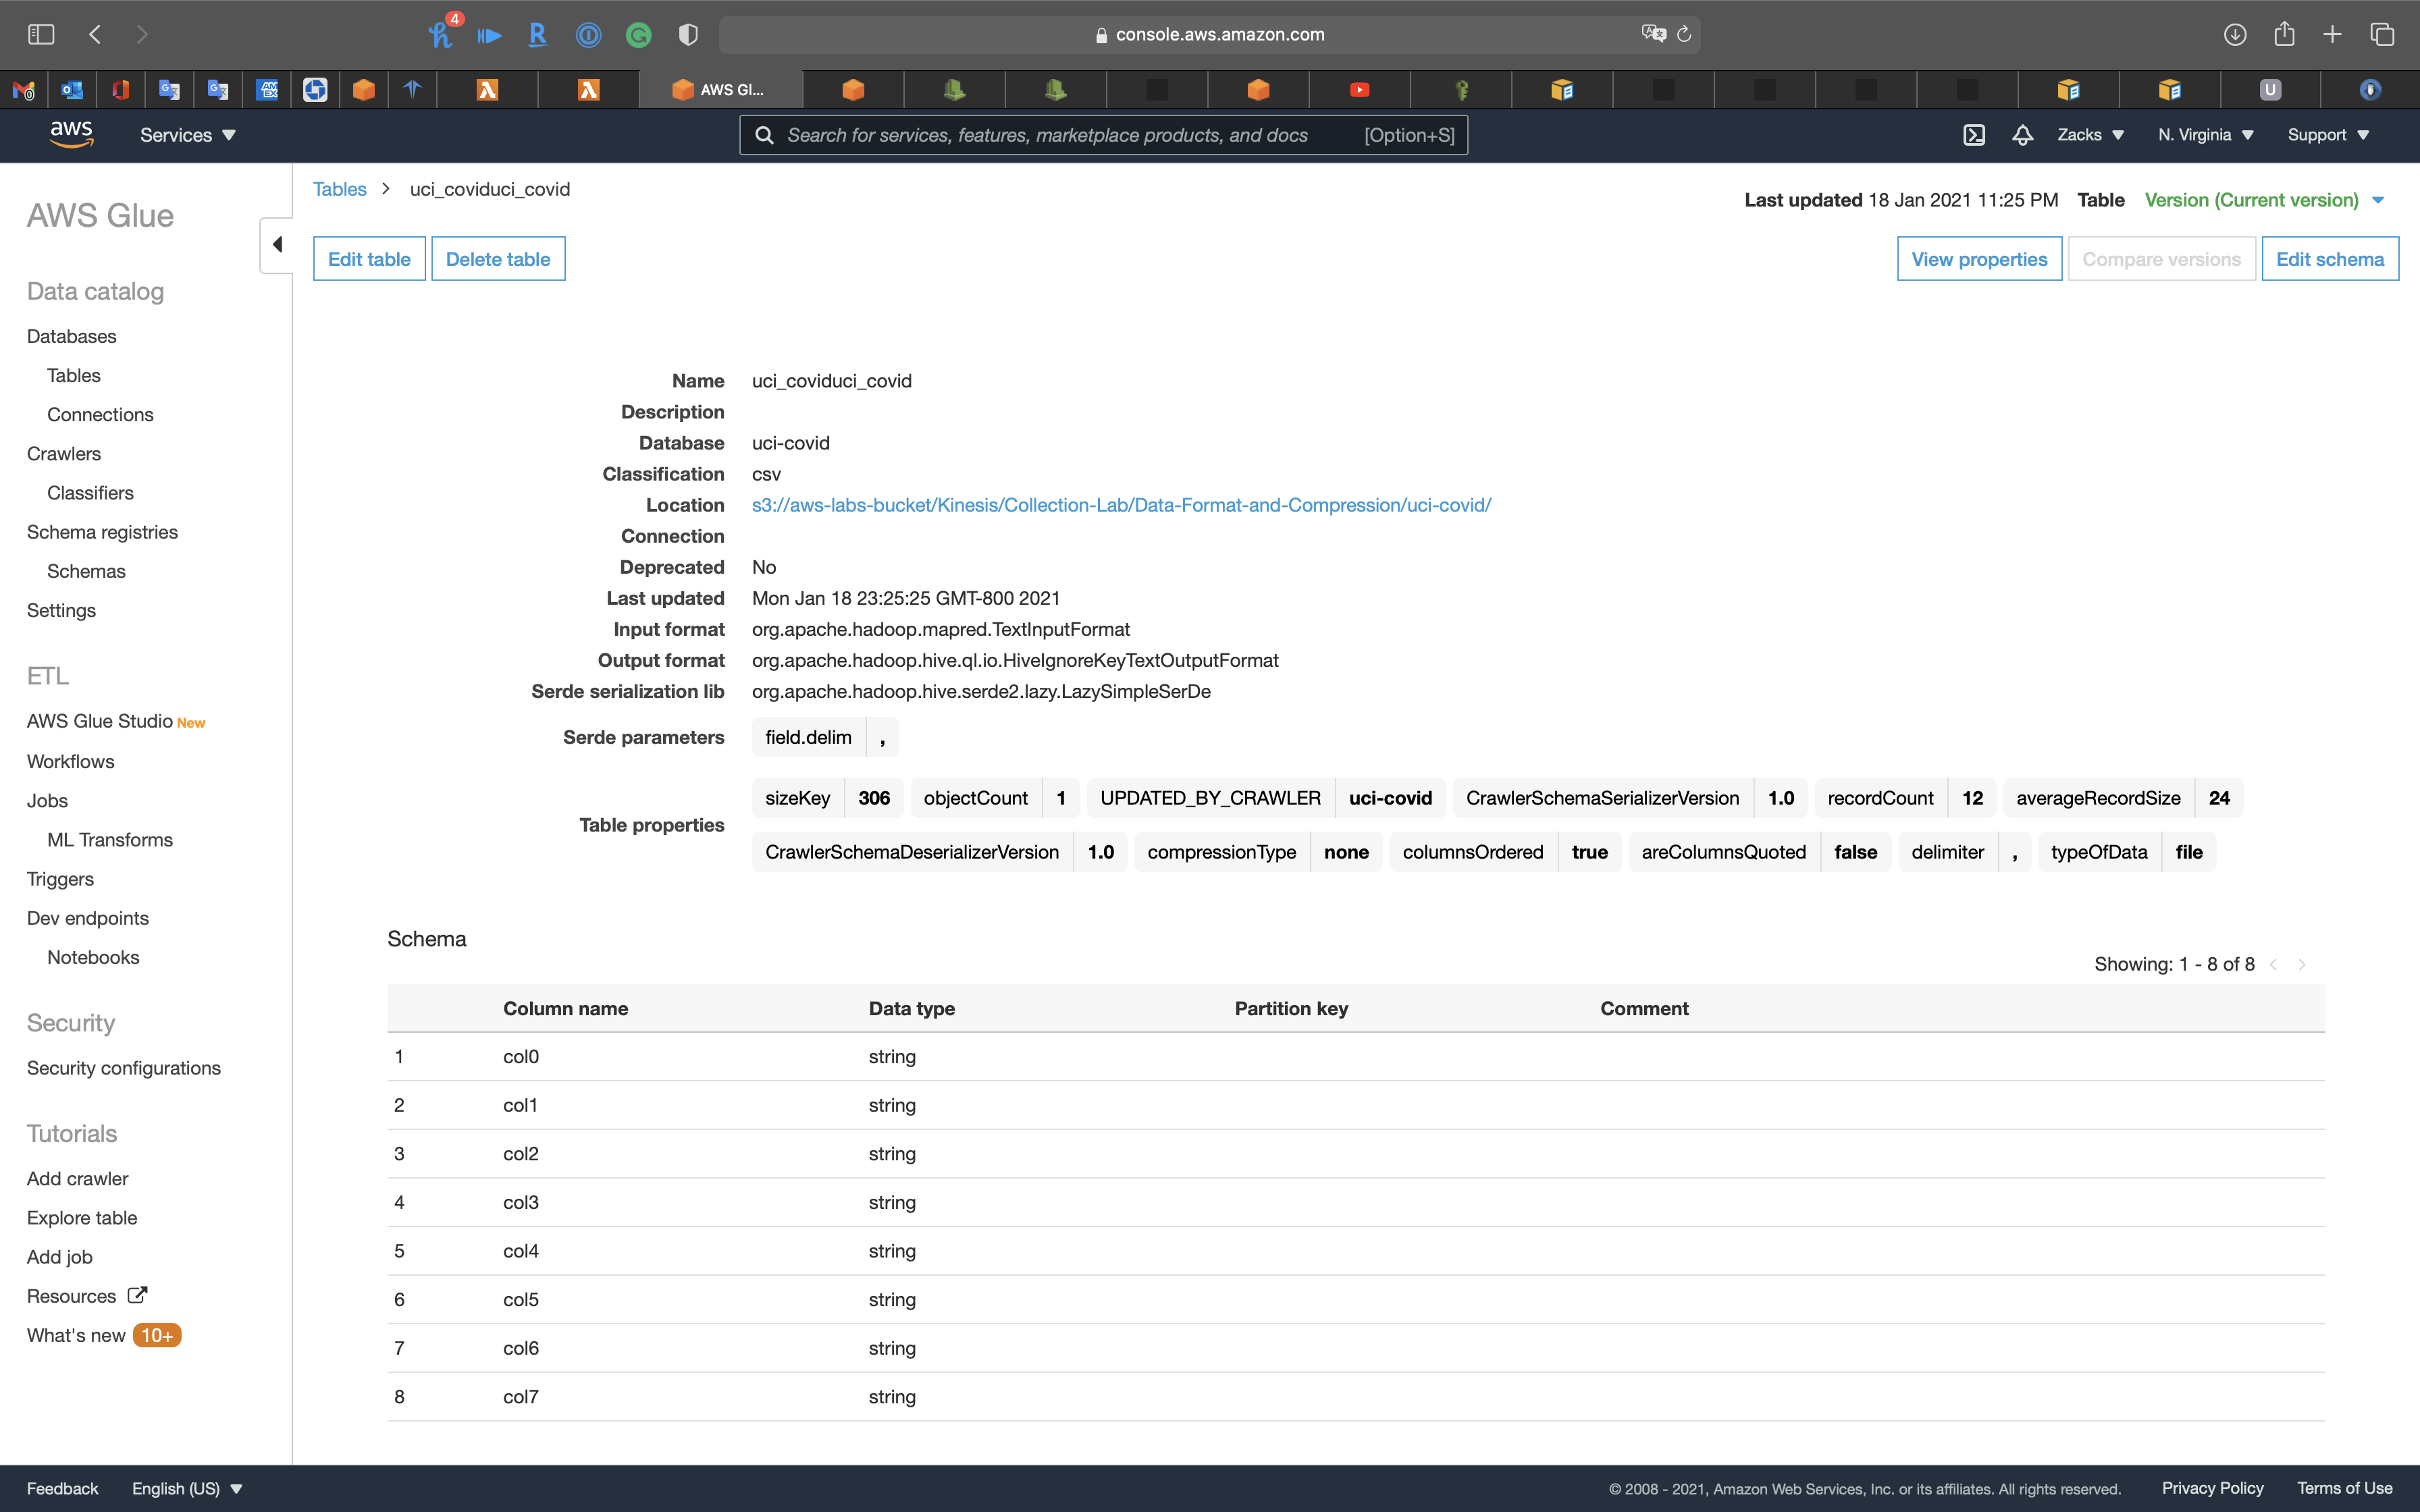 4
console.aws.amazon.com
AWS Gl...
U
aws
Services
Search for services, features, marketplace products, and docs [Option+S]
Zacks
N. Virginia
Support
AWS Glue
Data catalog
Databases
Tables
Connections
Crawlers
Classifiers
Schema registries
Schemas
Settings
ETL
AWS Glue Studio New
Workflows
Jobs
ML Transforms
Triggers
Dev endpoints
Notebooks
Security
Security configurations
Tutorials
Add crawler
Explore table
Add job
Resources
What's new 10+
Tables > uci_coviduci_covid
Last updated 18 Jan 2021 11:25 PM Table Version (Current version)
Edit table Delete table
View properties Compare versions Edit schema
Name uci_coviduci_covid
Description
Database uci-covid
Classification csv
Location s3://aws-labs-bucket/Kinesis/Collection-Lab/Data-Format-and-Compression/uci-covid/
Connection
Deprecated No
Last updated Mon Jan 18 23:25:25 GMT-800 2021
Input format org.apache.hadoop.mapred.TextInputFormat
Output format org.apache.hadoop.hive.ql.io.HiveIgnoreKeyTextOutputFormat
Serde serialization lib org.apache.hadoop.hive.serde2.lazy.LazySimpleSerDe
Serde parameters field.delim ,
Table properties
sizeKey 306 objectCount 1 UPDATED_BY_CRAWLER uci-covid CrawlerSchemaSerializerVersion 1.0 recordCount 12 averageRecordSize 24
CrawlerSchemaDeserializerVersion 1.0 compressionType none columnsOrdered true areColumnsQuoted false delimiter , typeOfData file
Schema
Showing: 1 - 8 of 8 < >
Column name Data type Partition key Comment
1 col0 string
2 col1 string
3 col2 string
4 col3 string
5 col4 string
6 col5 string
7 col6 string
8 col7 string
Feedback
English (US)
© 2008 - 2021, Amazon Web Services, Inc. or its affiliates. All rights reserved.
Privacy Policy
Terms of Use